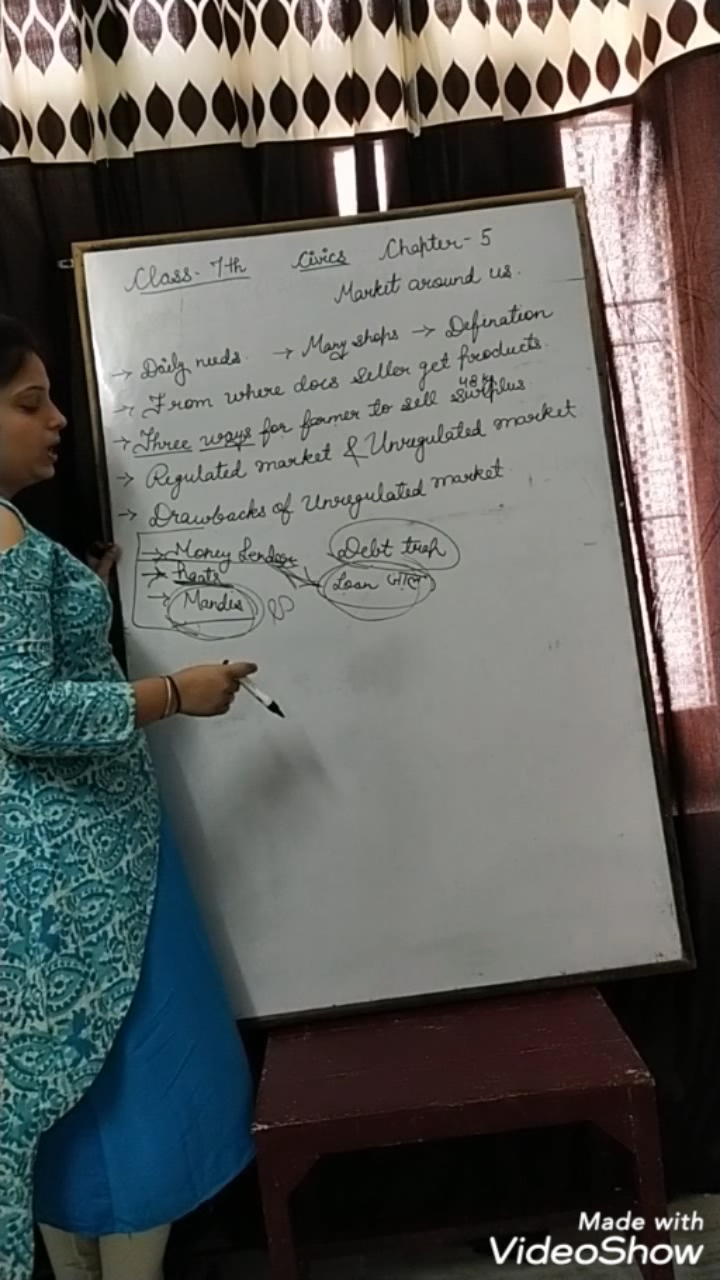 Class- 7th Civics Chapter- 5
Market around us.
→ Daily needs. → Many shops → Defination
→ From where does seller get products.
→ Three ways for farmer to sell surplus.
→ Regulated market & Unregulated market
→ Drawbacks of Unregulated market
→ Money Lendor Debt trap
→ Haats Loan जाल
→ Mandis
Made with
VideoShow